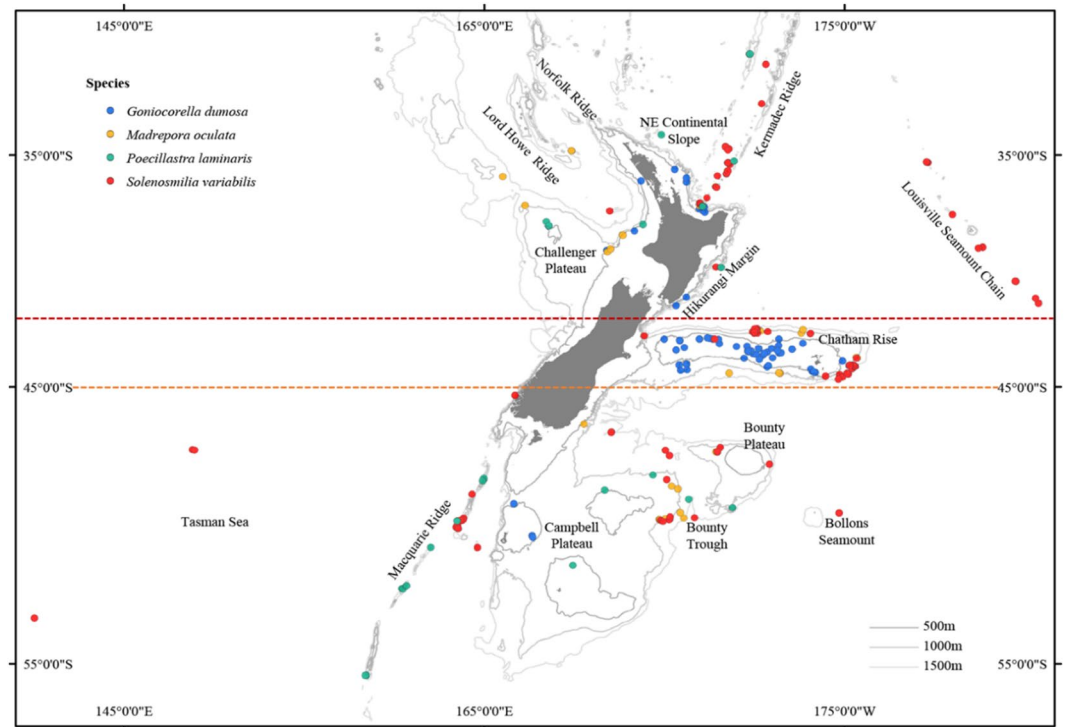 145°0'0"E
165°0'0"E
175°0'0"W
Species
Goniocorella dumosa
Madrepora oculata
Poecillastra laminaris
Solenosmilia variabilis
Norfolk Ridge
Lord Howe Ridge
NE Continental
Slope
Kermadec Ridge
35°0'0"S
35°0'0"S
Louisville Seamount Chain
Challenger
Plateau
Hikurangi Margin
Chatham Rise
45°0'0"S
45°0'0"S
Bounty
Plateau
Tasman Sea
Macquarie Ridge
Campbell
Plateau
Bounty
Trough
Bollons
Seamount
500m
1000m
1500m
55°0'0"S
55°0'0"S
145°0'0"E
165°0'0"E
175°0'0"W